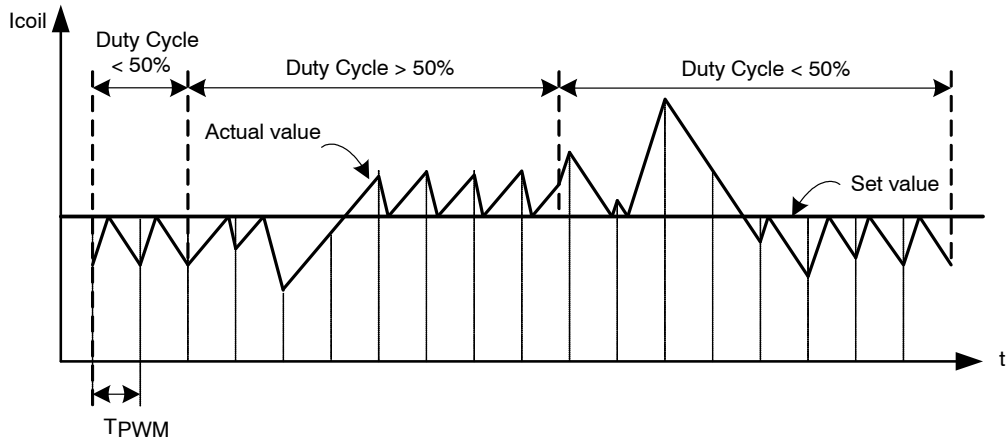 Icoil
Duty Cycle
< 50%
Duty Cycle > 50%
Duty Cycle < 50%
Actual value
Set value
t
TPWM